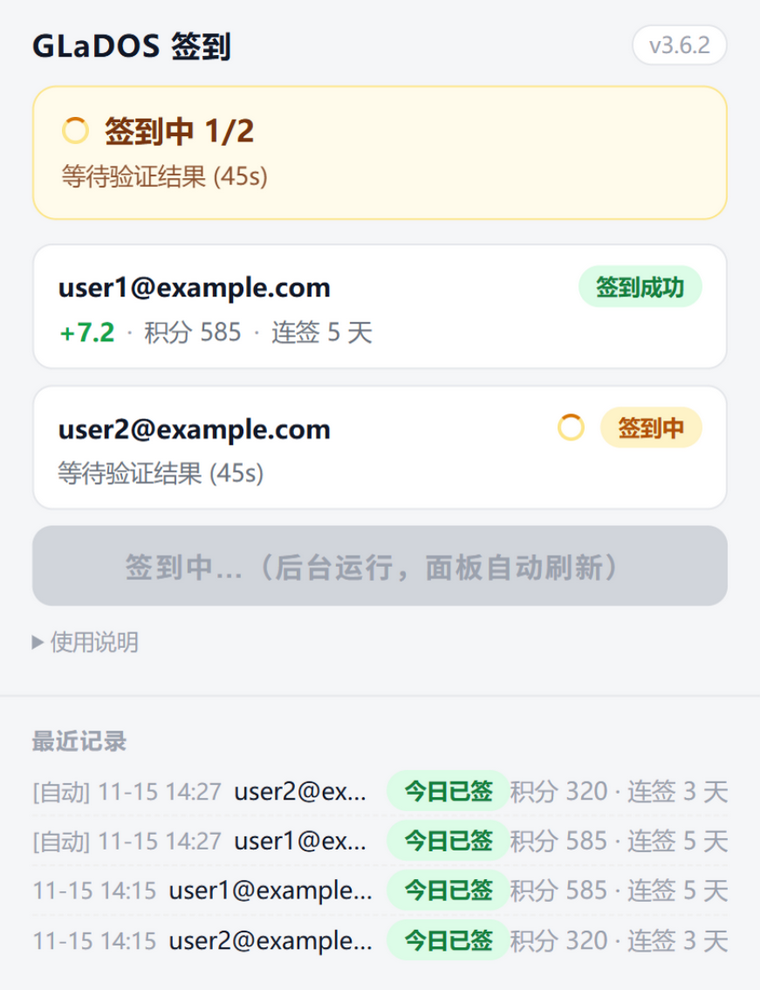 GLaDOS 签到 v3.6.2
签到中 1/2
等待验证结果 (45s)
user1@example.com 签到成功
+7.2 · 积分 585 · 连签 5 天
user2@example.com 签到中
等待验证结果 (45s)
签到中...（后台运行，面板自动刷新）
▶ 使用说明
最近记录
[自动] 11-15 14:27 user2@ex... 今日已签 积分 320 · 连签 3 天
[自动] 11-15 14:27 user1@ex... 今日已签 积分 585 · 连签 5 天
11-15 14:15 user1@example... 今日已签 积分 585 · 连签 5 天
11-15 14:15 user2@example... 今日已签 积分 320 · 连签 3 天